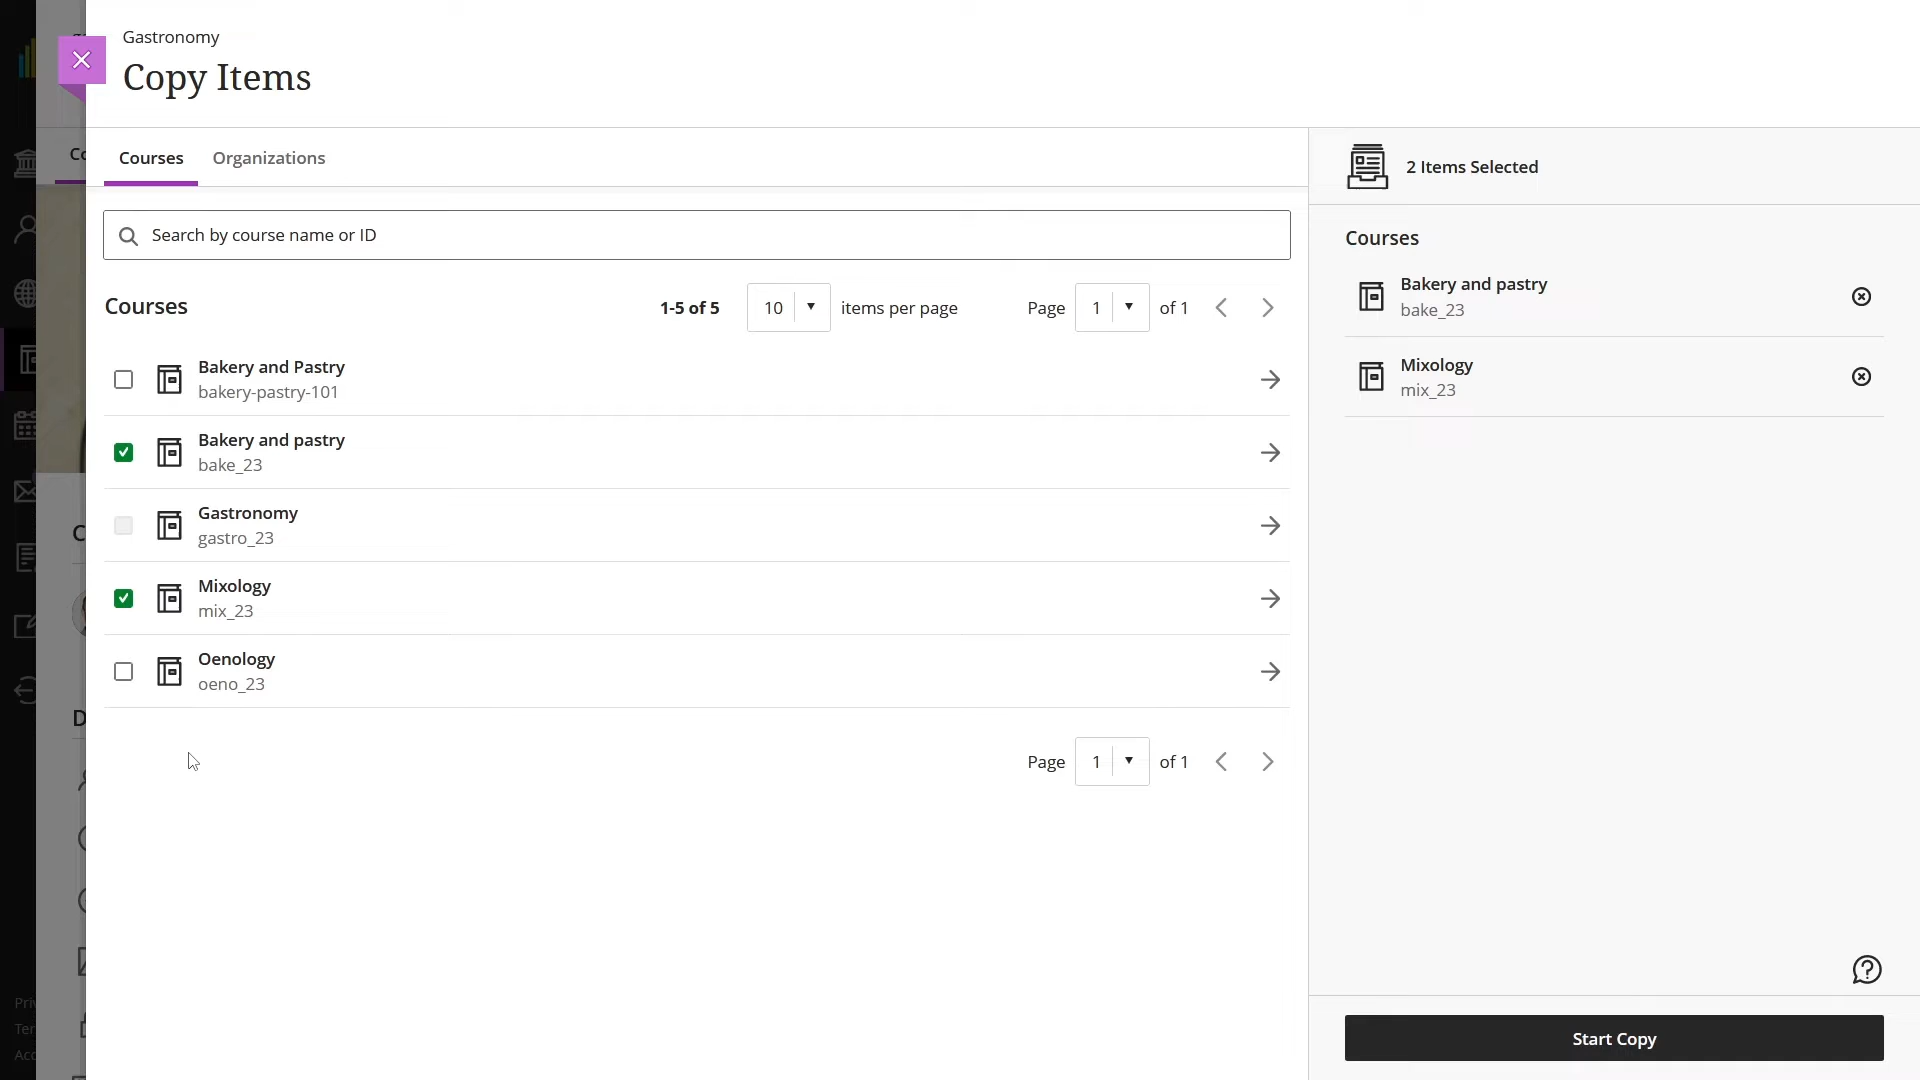 Gastronomy
Copy Items
Courses
Organizations
Search by course name or ID
Courses
1-5 of 5
10
items per page
Page
1
of 1
Bakery and Pastry
bakery-pastry-101
Bakery and pastry
bake_23
Gastronomy
gastro_23
Mixology
mix_23
Oenology
oeno_23
Page
1
of 1
2 Items Selected
Courses
Bakery and pastry
bake_23
Mixology
mix_23
Start Copy